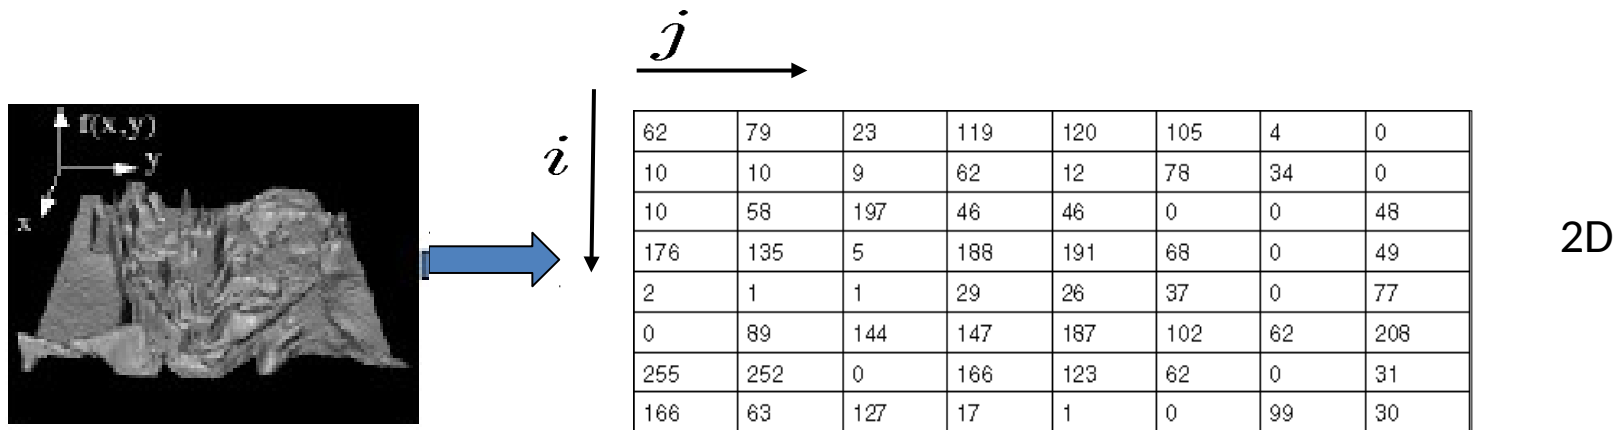 j
f(x,y)
y
x
i
62 79 23 119 120 105 4 0
10 10 9 62 12 78 34 0
10 58 197 46 46 0 0 48
176 135 5 188 191 68 0 49
2 1 1 29 26 37 0 77
0 89 144 147 187 102 62 208
255 252 0 166 123 62 0 31
166 63 127 17 1 0 99 30
2D